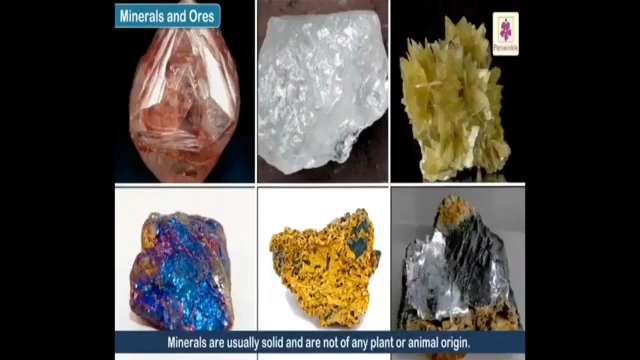 Minerals and Ores
Periwinkle
Minerals are usually solid and are not of any plant or animal origin.